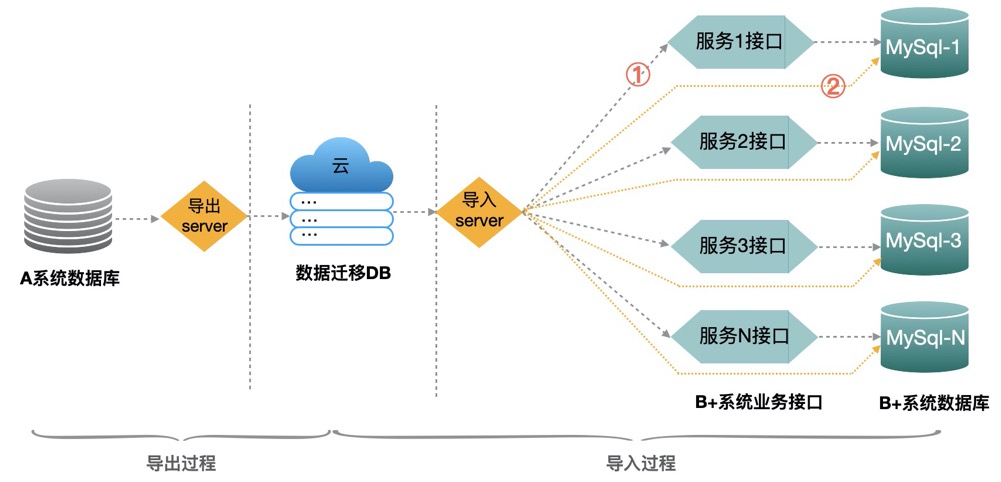 A系统数据库
导出
server
云
...
...
...
数据迁移DB
导入
server
①
②
服务1接口
MySql-1
服务2接口
MySql-2
服务3接口
MySql-3
服务N接口
MySql-N
B+系统业务接口
B+系统数据库
导出过程
导入过程